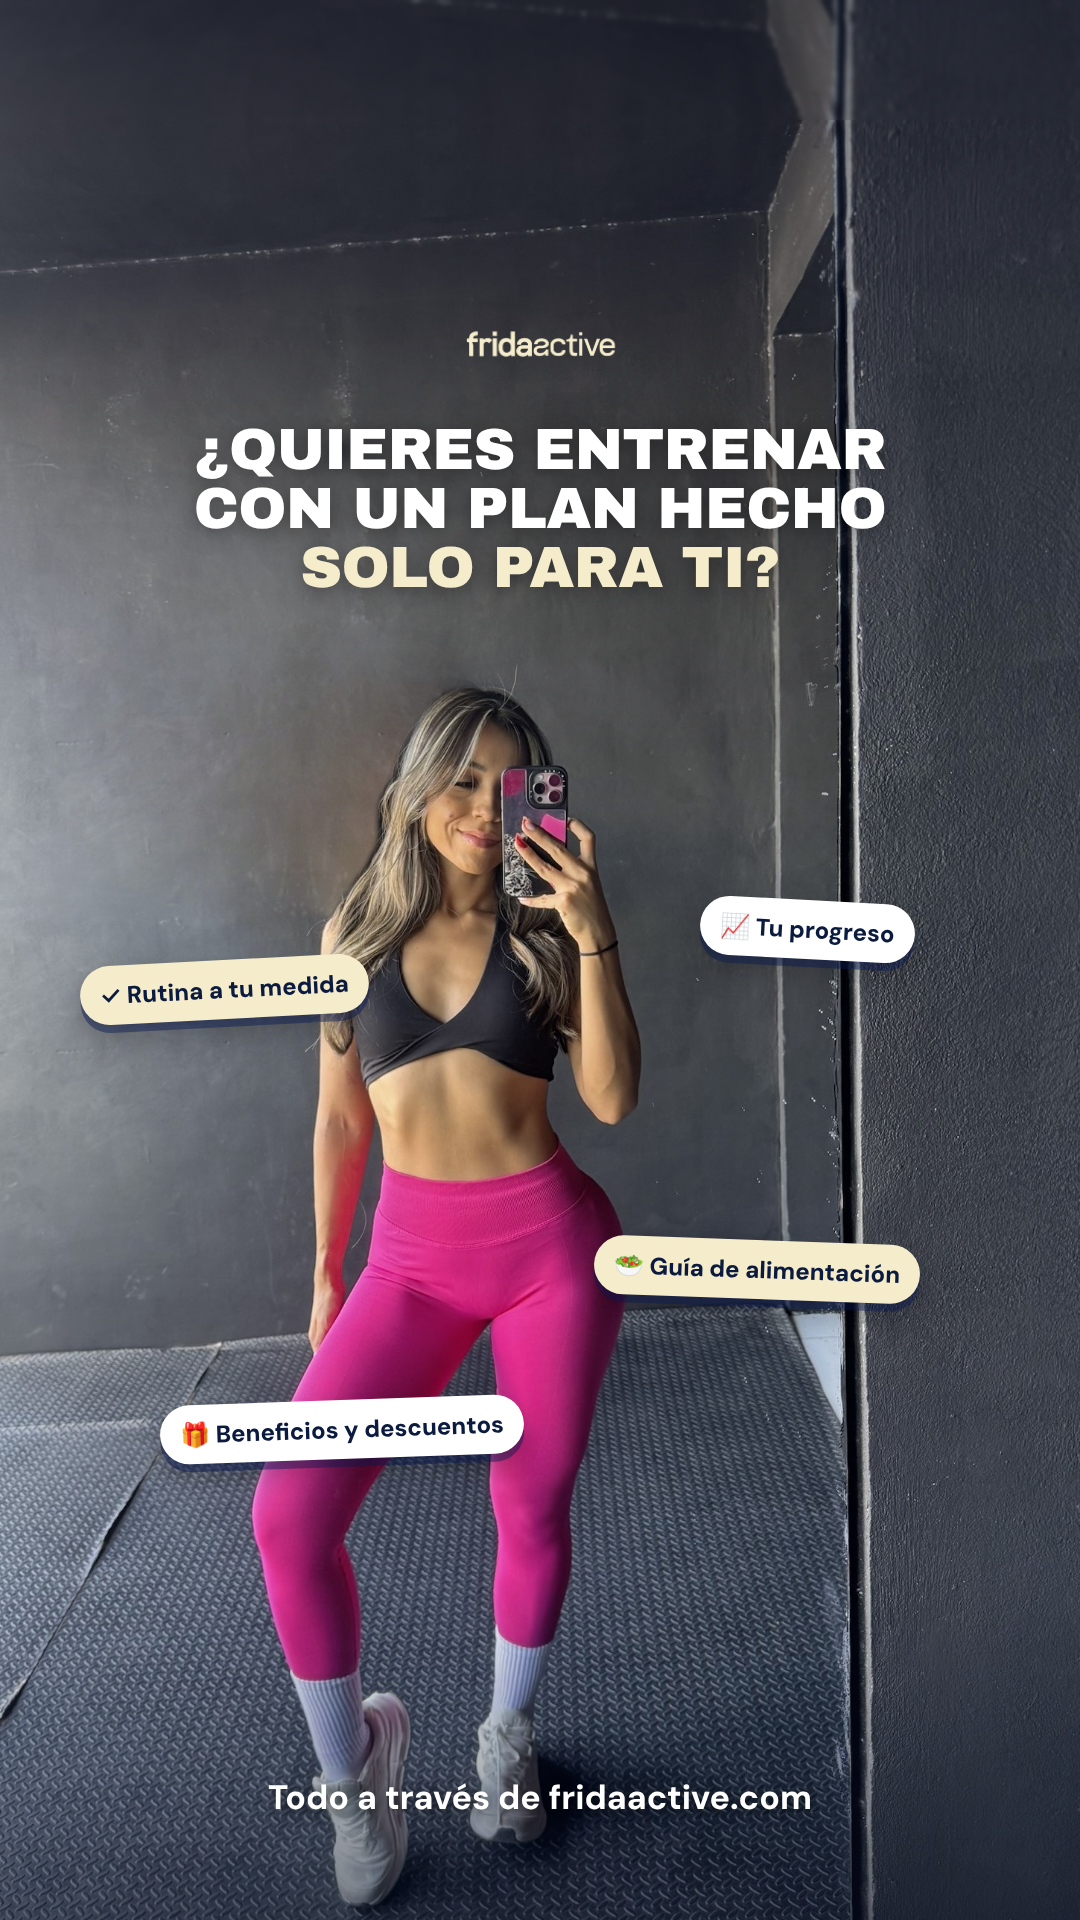 fridaactive
¿QUIERES ENTRENAR
CON UN PLAN HECHO
SOLO PARA TI?
📈 Tu progreso
✓ Rutina a tu medida
🥗 Guía de alimentación
🎁 Beneficios y descuentos
Todo a través de fridaactive.com